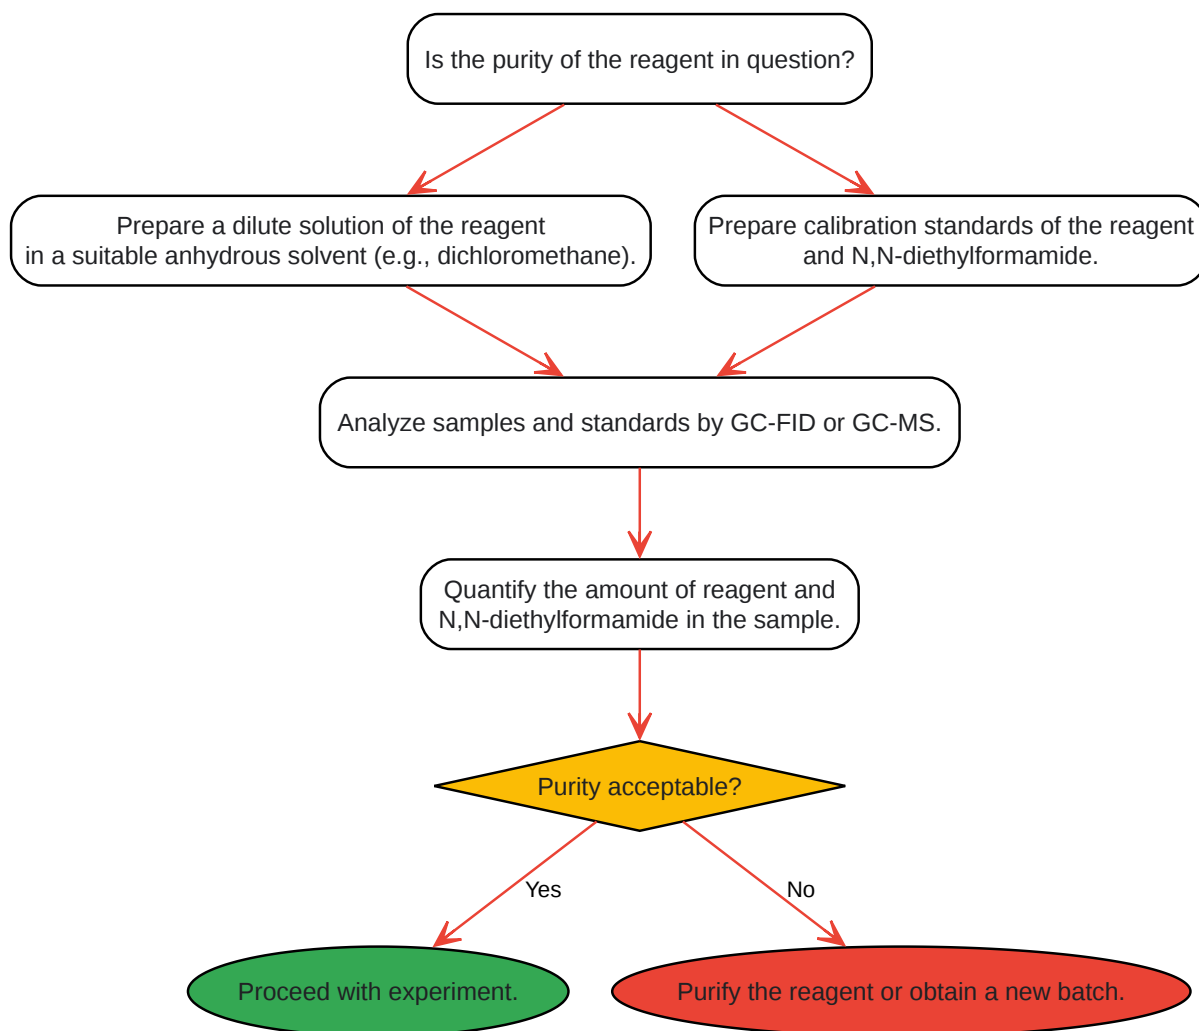 Is the purity of the reagent in question?
Prepare a dilute solution of the reagent
in a suitable anhydrous solvent (e.g., dichloromethane).
Prepare calibration standards of the reagent
and N,N-diethylformamide.
Analyze samples and standards by GC-FID or GC-MS.
Quantify the amount of reagent and
N,N-diethylformamide in the sample.
Purity acceptable?
Yes
No
Proceed with experiment.
Purify the reagent or obtain a new batch.